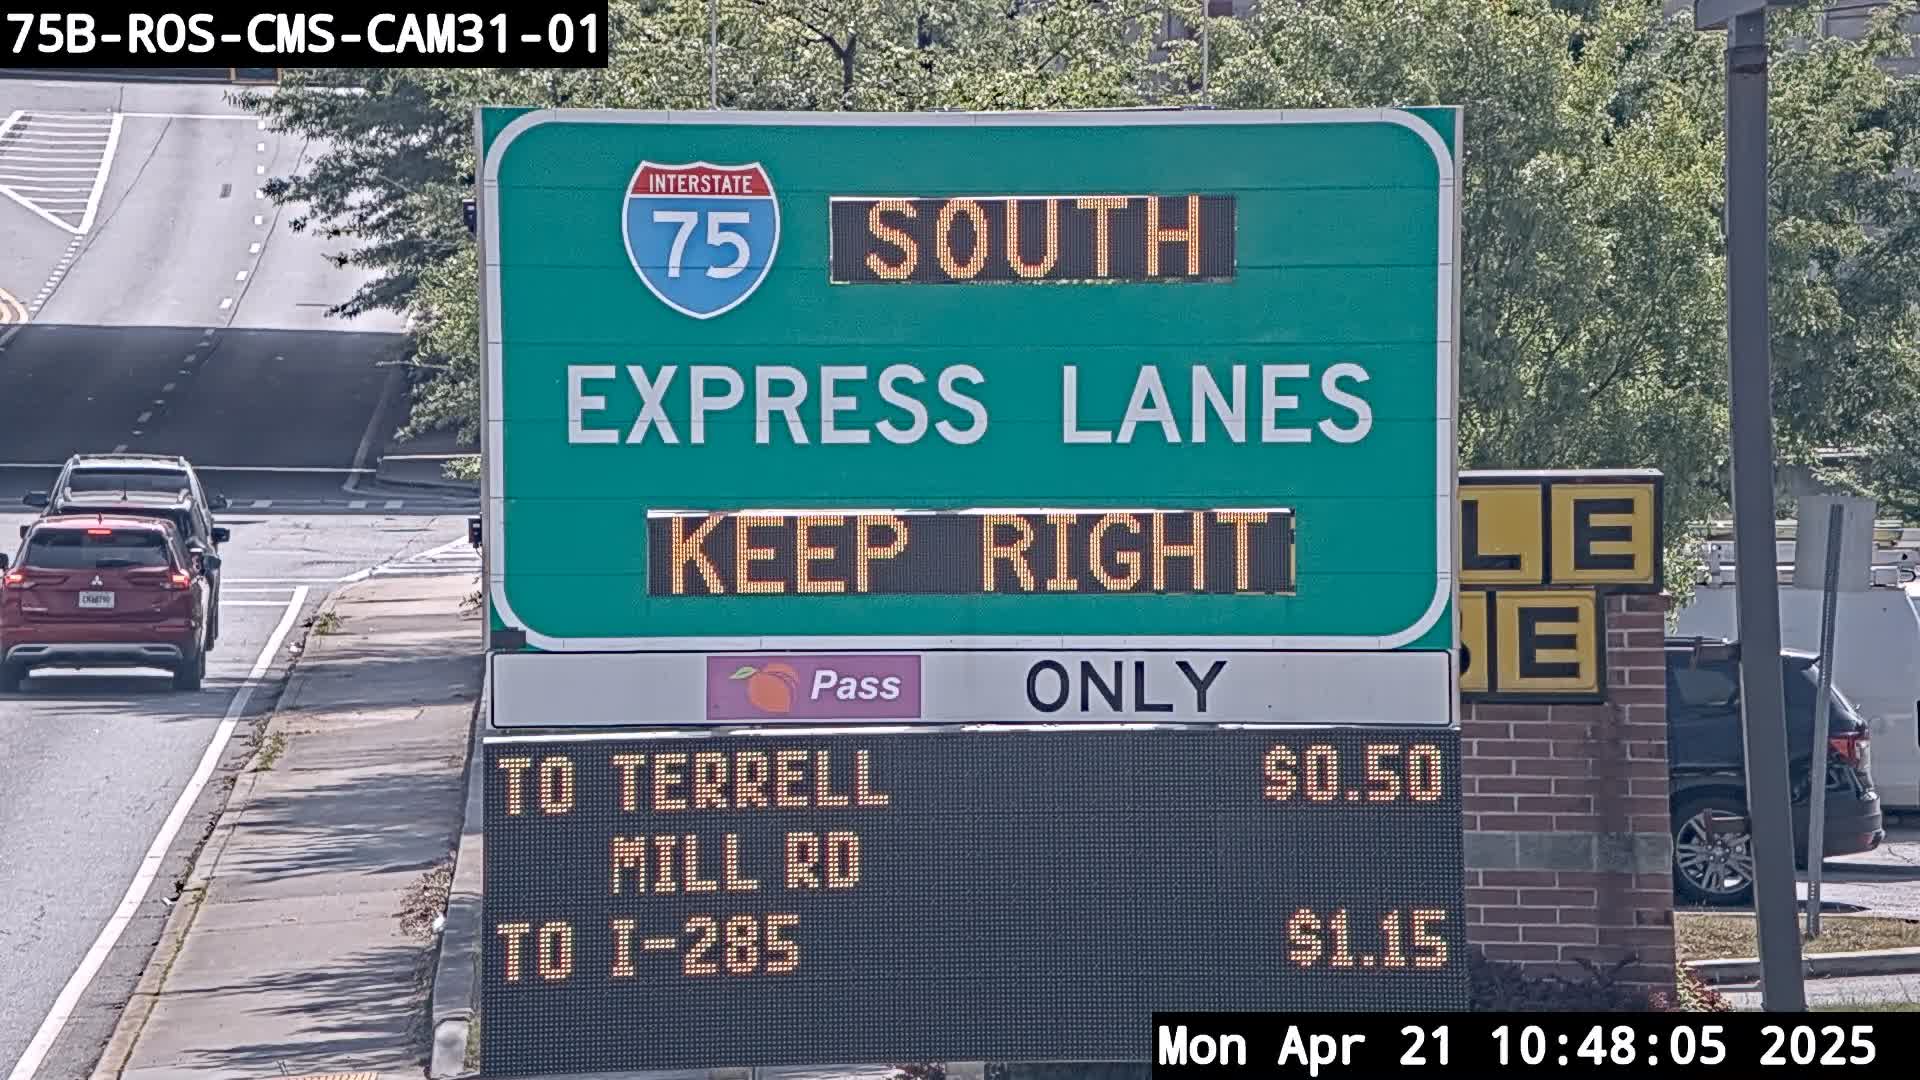 75B-ROS-CMS-CAM31-01
INTERSTATE
75
SOUTH
EXPRESS LANES
KEEP RIGHT
Pass ONLY
TO TERRELL $0.50
MILL RD
TO I-285 $1.15
LE
E
Mon Apr 21 10:48:05 2025